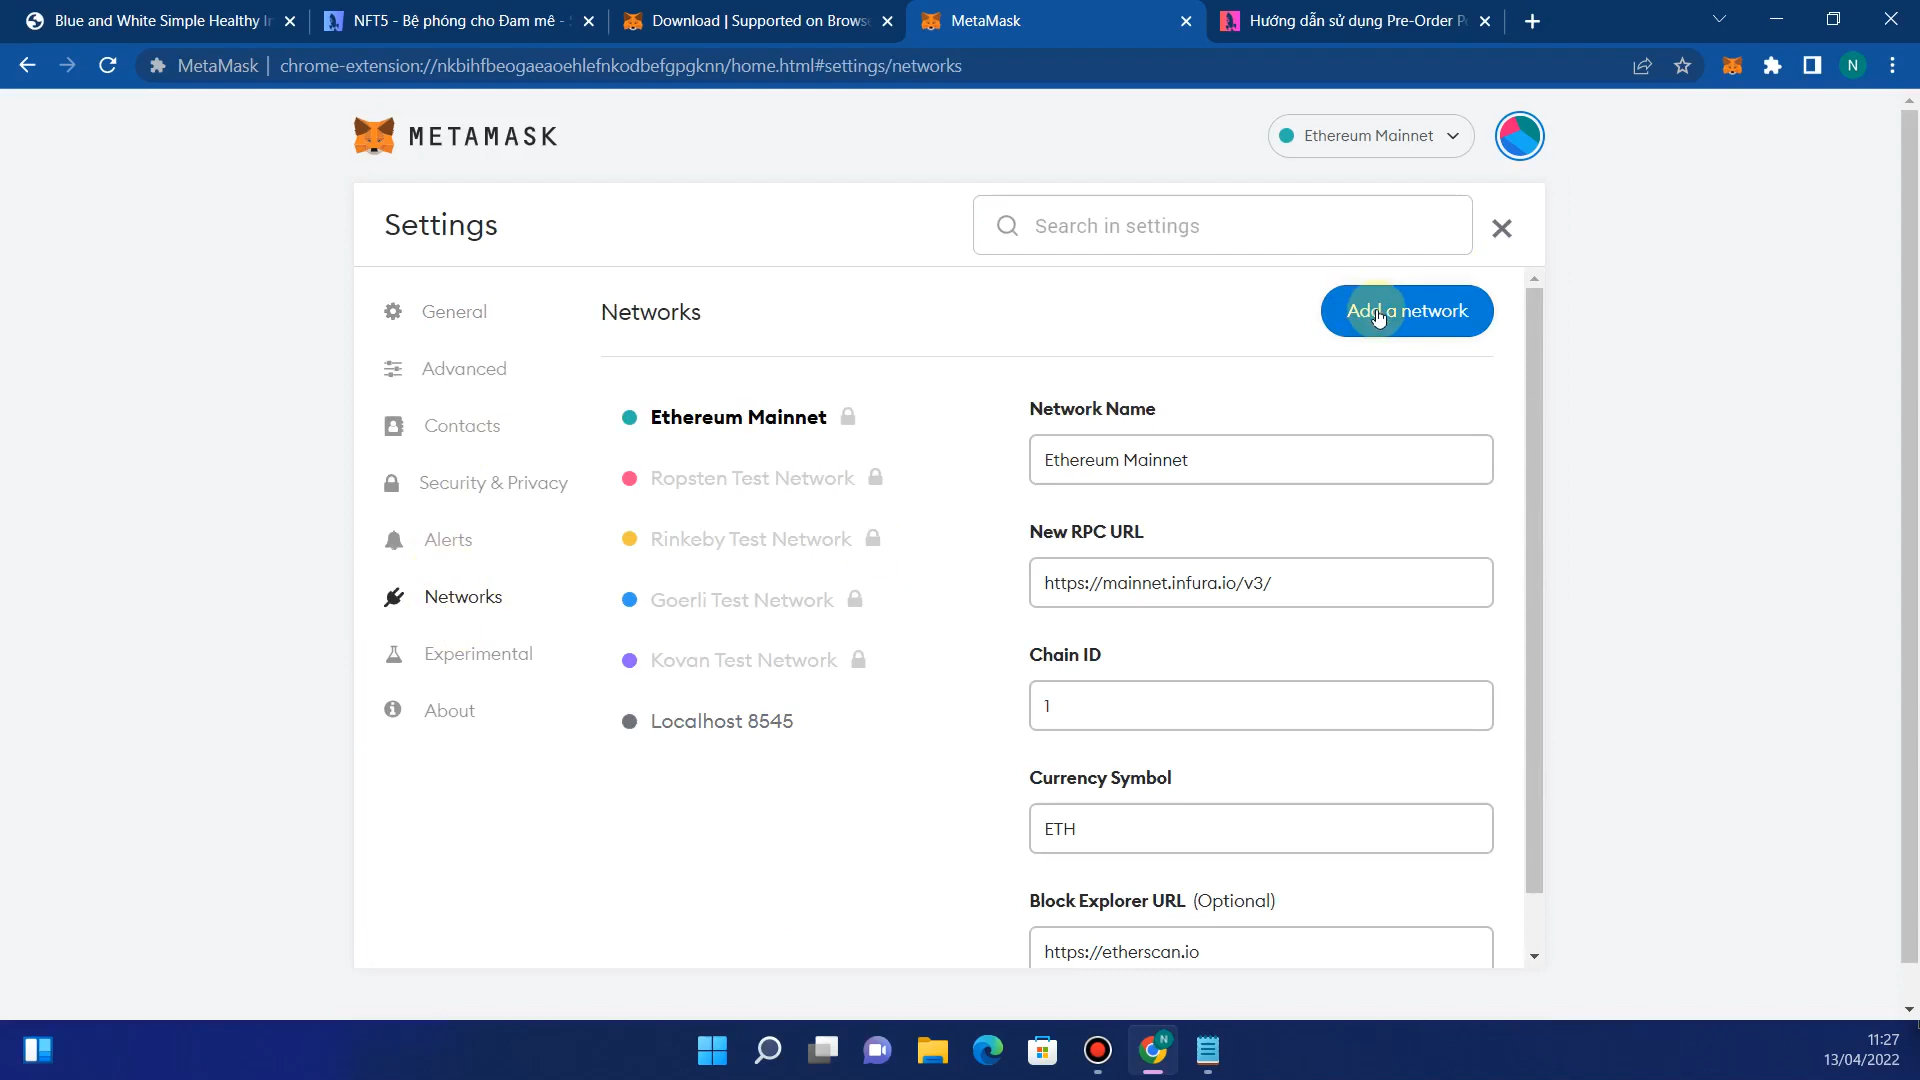 Blue and White Simple Healthy In
NFT5 - Bệ phóng cho Đam mê - S
Download | Supported on Browse
MetaMask
Hướng dẫn sử dụng Pre-Order P
MetaMask | chrome-extension://nkbihfbeogaeaoehlefnkodbefgpgknn/home.html#settings/networks
N
METAMASK
Ethereum Mainnet
Settings
Search in settings
General
Advanced
Contacts
Security & Privacy
Alerts
Networks
Experimental
About
Networks
Add a network
Ethereum Mainnet
Ropsten Test Network
Rinkeby Test Network
Goerli Test Network
Kovan Test Network
Localhost 8545
Network Name
Ethereum Mainnet
New RPC URL
https://mainnet.infura.io/v3/
Chain ID
1
Currency Symbol
ETH
Block Explorer URL (Optional)
https://etherscan.io
N
11:27
13/04/2022